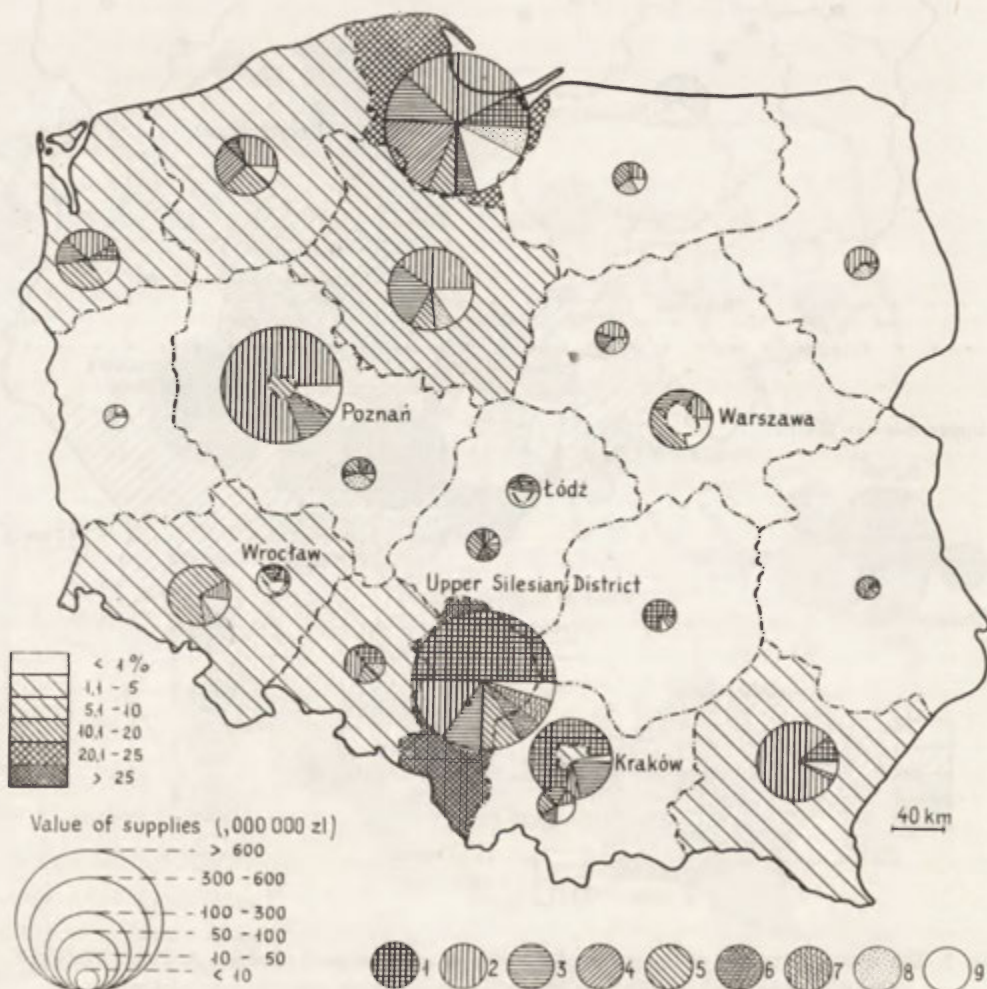 Poznań
Warszawa
Łódź
Wrocław
Upper Silesian District
Kraków
40 km
< 1%
1,1 - 5
5,1 - 10
10,1 - 20
20,1 - 25
> 25
Value of supplies (,000 000 zl)
> 600
300 - 600
100 - 300
50 - 100
10 - 50
< 10
1 2 3 4 5 6 7 8 9